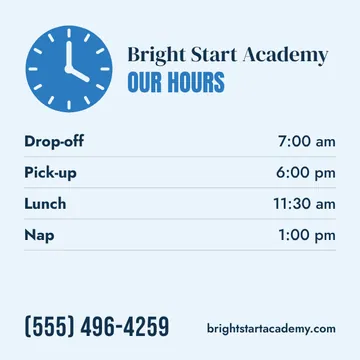 Bright Start Academy
OUR HOURS
Drop-off 7:00 am
Pick-up 6:00 pm
Lunch 11:30 am
Nap 1:00 pm
(555) 496-4259 brightstartacademy.com